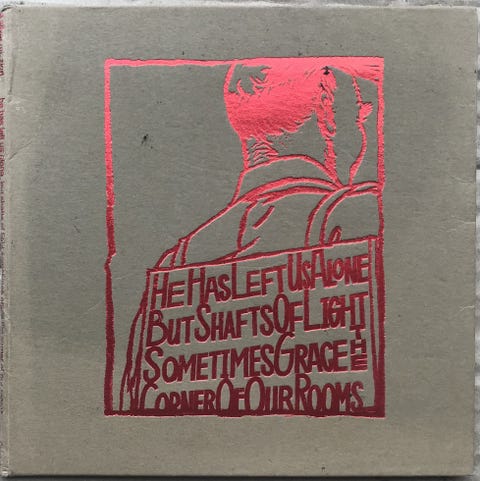 HE HAS LEFT US ALONE
BUT SHAFTS OF LIGHT
SOMETIMES GRACE THE
CORNER OF OUR ROOMS